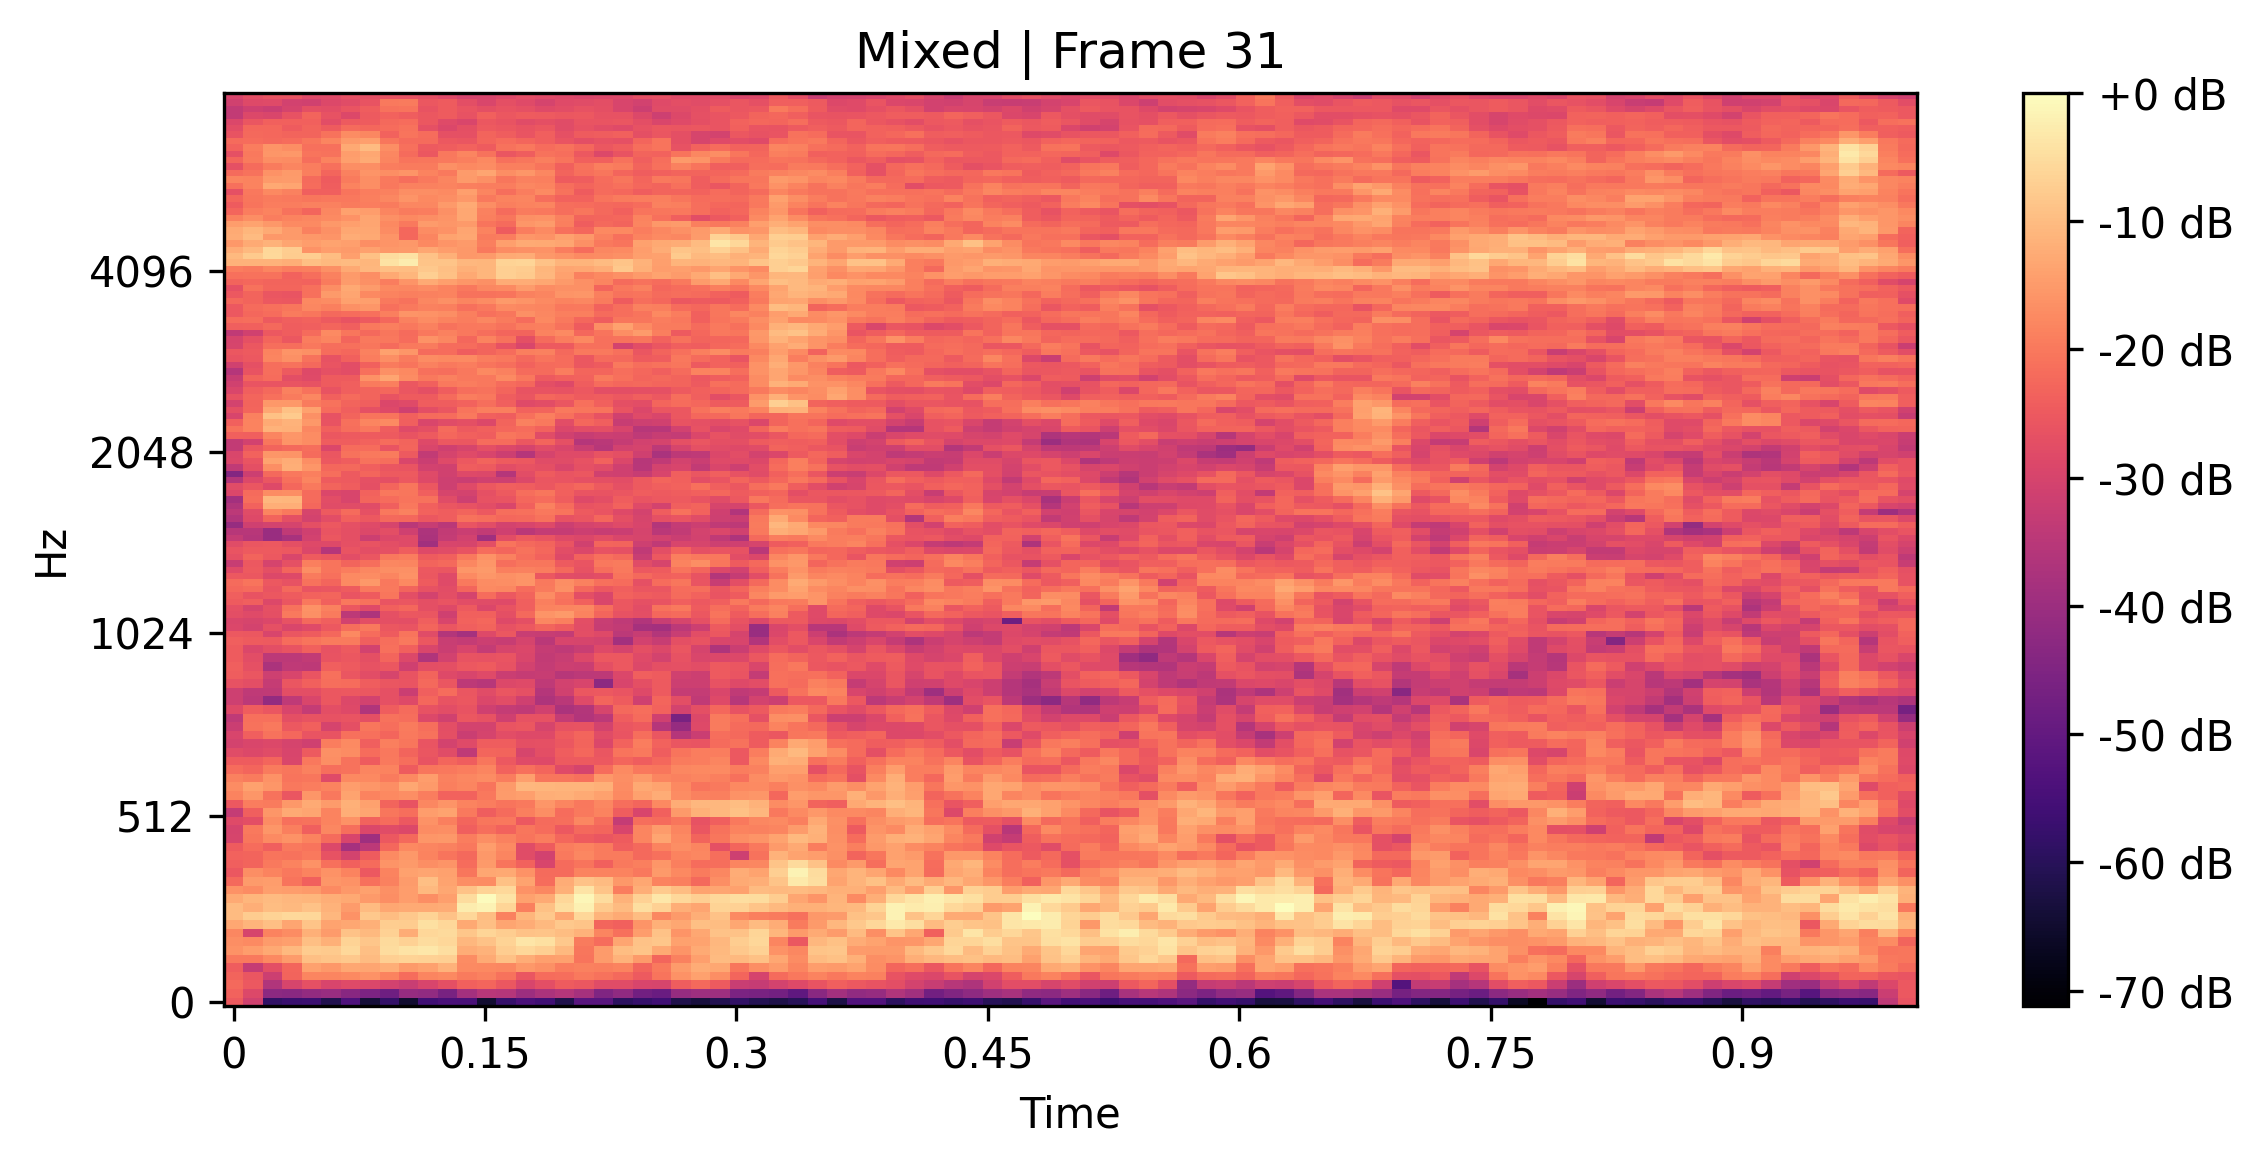 Mixed | Frame 31
+0 dB
-10 dB
-20 dB
-30 dB
-40 dB
-50 dB
-60 dB
-70 dB
4096
2048
1024
512
0
Hz
0 0.15 0.3 0.45 0.6 0.75 0.9
Time